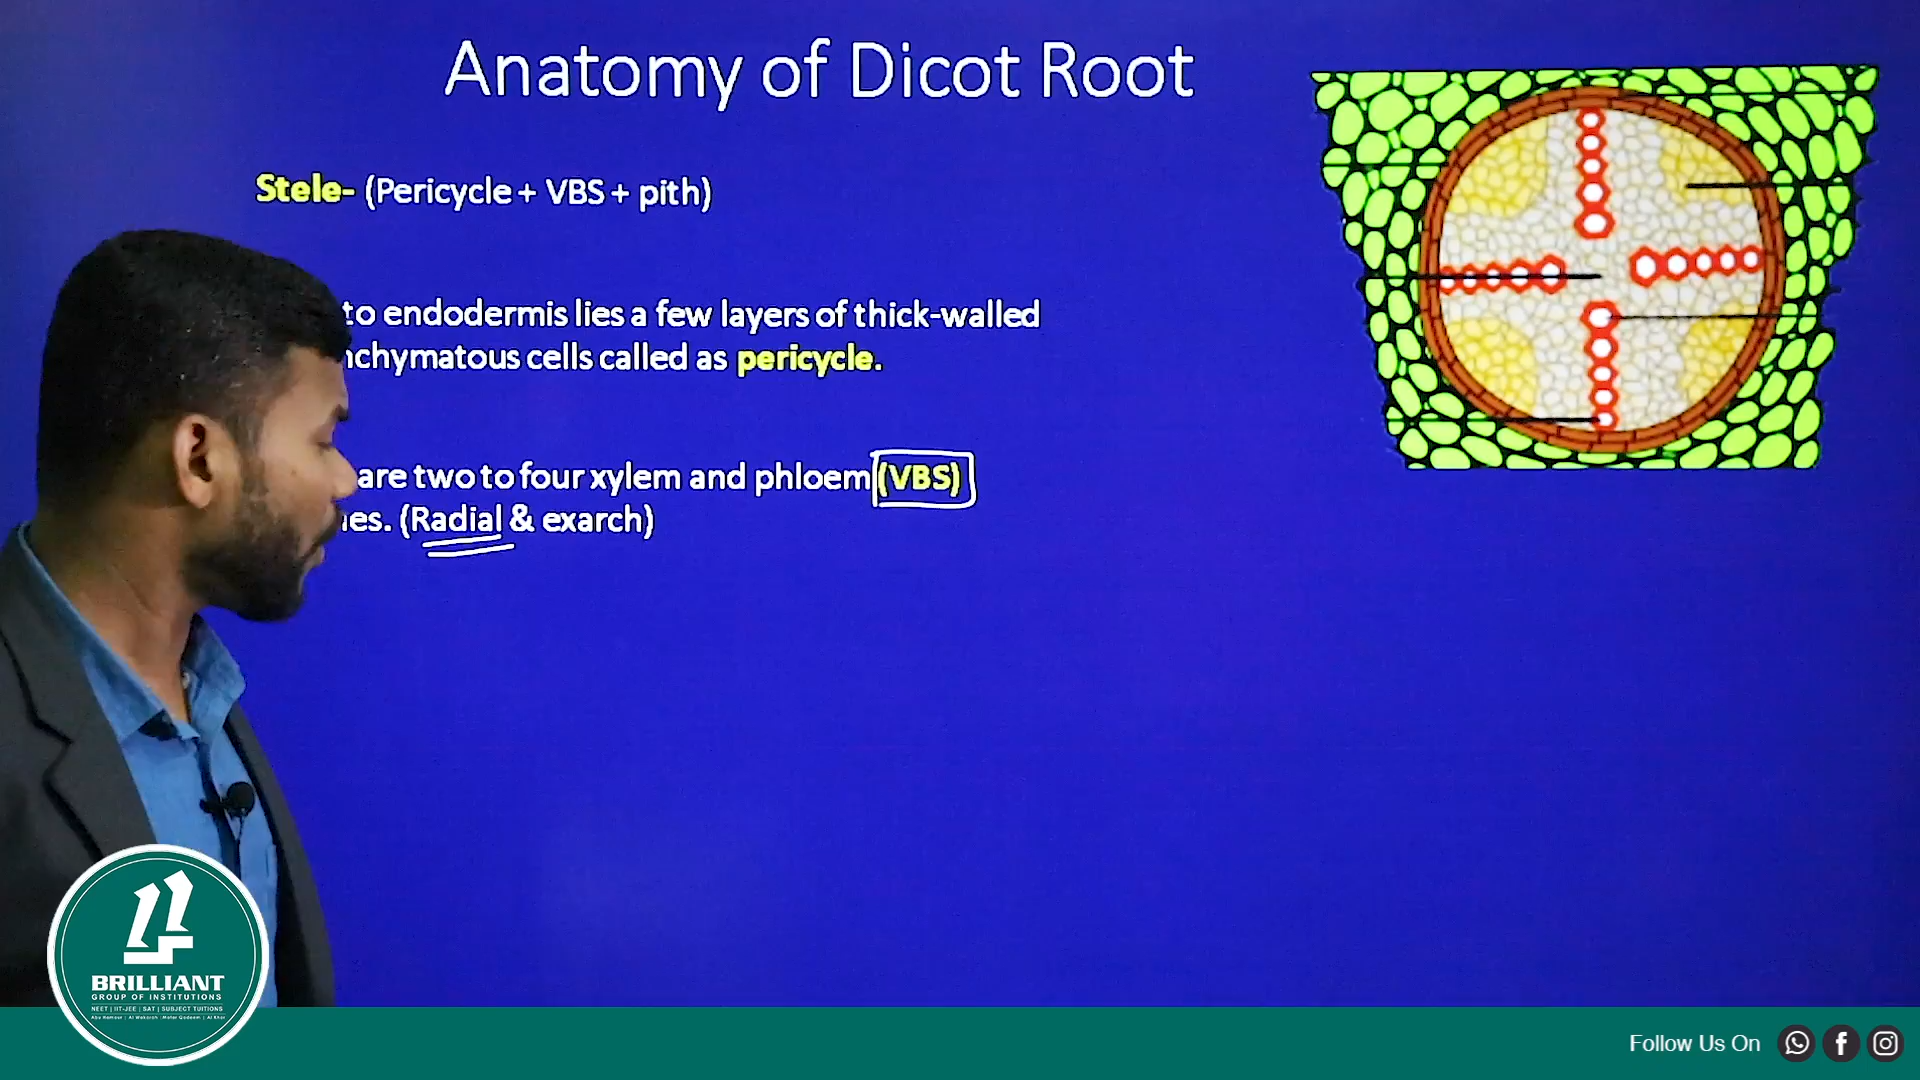 Anatomy of Dicot Root
Stele- (Pericycle + VBS + pith)
to endodermis lies a few layers of thick-walled
nchymatous cells called as pericycle.
are two to four xylem and phloem (VBS)
es. (Radial & exarch)
BRILLIANT
GROUP OF INSTITUTIONS
NEET | IIT-JEE | SAT | SUBJECT TUITIONS
Follow Us On